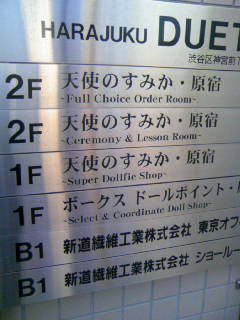 HARAJUKU DUET
渋谷区神宮前1
2F 天使のすみか・原宿
~Full Choice Order Room~
2F 天使のすみか・原宿
~Ceremony & Lesson Room~
1F 天使のすみか・原宿
~Super Dollfie Shop~
1F ボークス ドールポイント・
~Select & Coordinate Doll Shop~
B1 新道繊維工業株式会社 東京オフ
B1 新道繊維工業株式会社 ショール